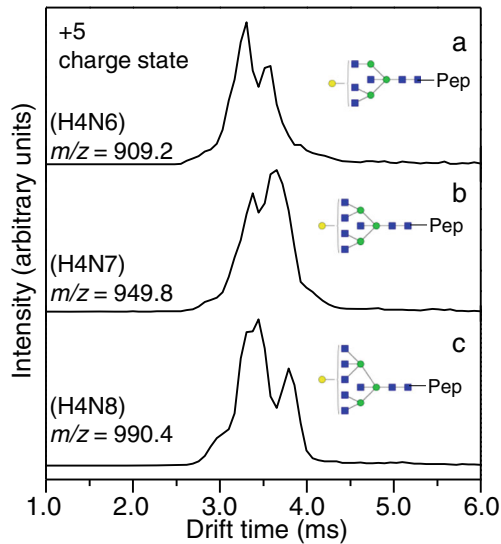 +5
charge state
a
(H4N6)
m/z = 909.2
Pep
b
(H4N7)
m/z = 949.8
Pep
c
(H4N8)
m/z = 990.4
Pep
Intensity (arbitrary units)
1.0 2.0 3.0 4.0 5.0 6.0
Drift time (ms)